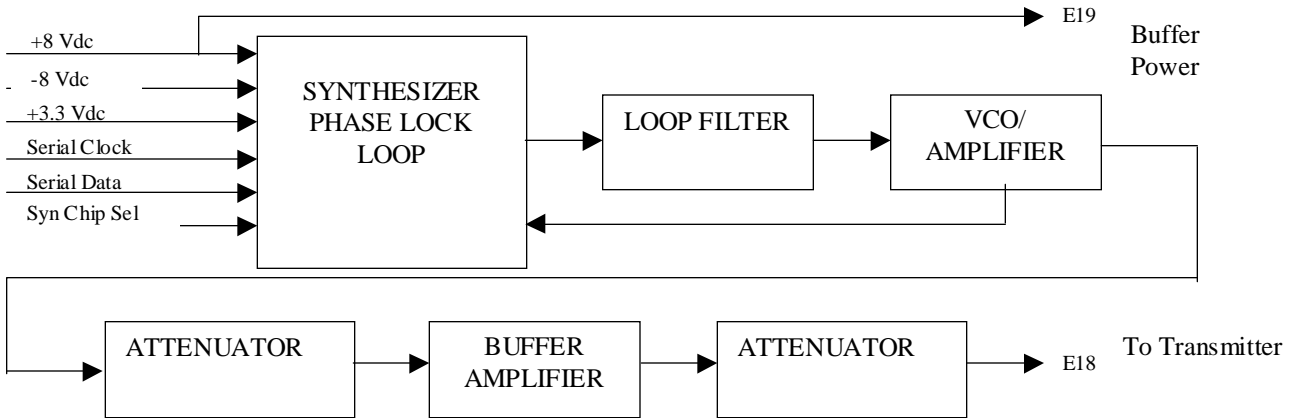 E19
Buffer
Power
+8 Vdc
-8 Vdc
+3.3 Vdc
Serial Clock
Serial Data
Syn Chip Sel
SYNTHESIZER
PHASE LOCK
LOOP
LOOP FILTER
VCO/
AMPLIFIER
ATTENUATOR
BUFFER
AMPLIFIER
ATTENUATOR
E18
To Transmitter